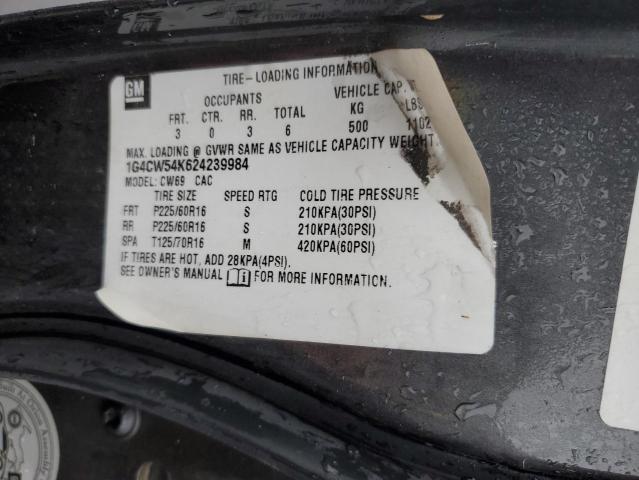 GM
TIRE-LOADING INFORMATION
OCCUPANTS VEHICLE CAP.
FRT. CTR. RR. TOTAL KG LBS
3 0 3 6 500 1102
MAX. LOADING @ GVWR SAME AS VEHICLE CAPACITY WEIGHT.
1G4CW54K624239984
MODEL: CW69 CAC
TIRE SIZE SPEED RTG COLD TIRE PRESSURE
FRT P225/60R16 S 210KPA(30PSI)
RR P225/60R16 S 210KPA(30PSI)
SPA T125/70R16 M 420KPA(60PSI)
IF TIRES ARE HOT, ADD 28KPA(4PSI).
SEE OWNER'S MANUAL FOR MORE INFORMATION.